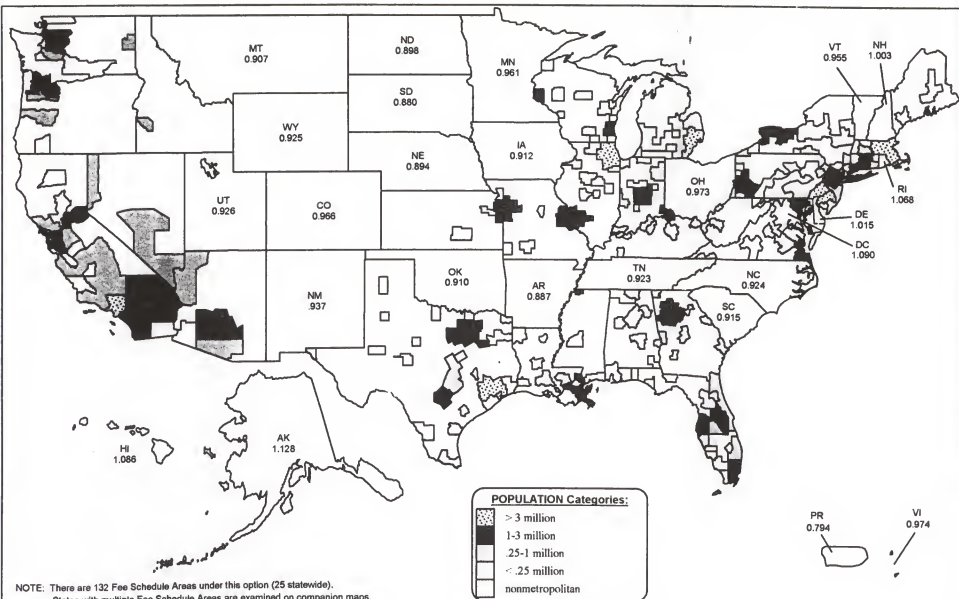 MT
0.907
ND
0.898
MN
0.961
VT
0.955
NH
1.003
SD
0.880
WY
0.925
IA
0.912
NE
0.894
OH
0.973
UT
0.926
CO
0.966
RI
1.068
DE
1.015
DC
1.090
NM
.937
OK
0.910
AR
0.887
TN
0.923
NC
0.924
SC
0.915
HI
1.086
AK
1.128
PR
0.794
VI
0.974
POPULATION Categories:
> 3 million
1-3 million
.25-1 million
< .25 million
nonmetropolitan
NOTE: There are 132 Fee Schedule Areas under this option (25 statewide).
States with multiple Fee Schedule Areas are examined on companion maps